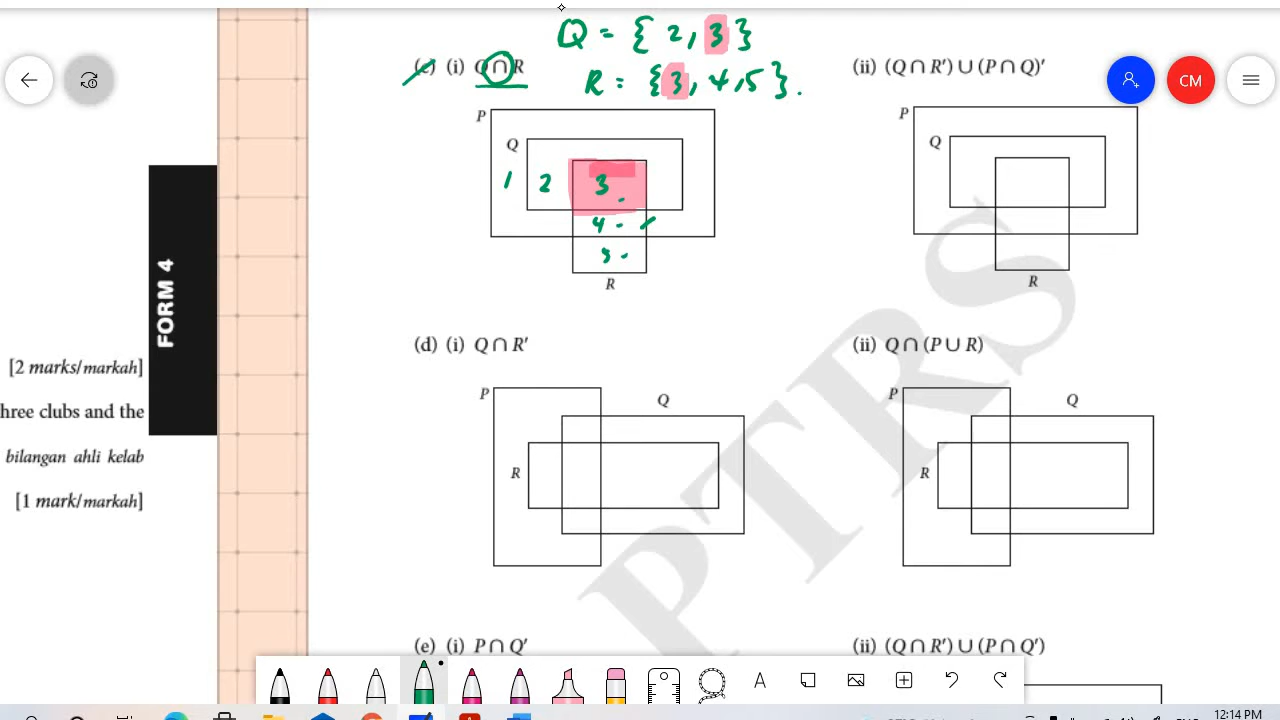 Q = { 2, 3 }
(c) (i) Q ∩ R
R = {3, 4, 5}.
(ii) (Q ∩ R′) ∪ (P ∩ Q)′
CM
P
Q
1 2 3
4
5
R
P
Q
R
FORM 4
[2 marks/markah]
hree clubs and the
bilangan ahli kelab
[1 mark/markah]
(d) (i) Q ∩ R′
(ii) Q ∩ (P ∪ R)
P
Q
R
P
Q
R
PTRS
(e) (i) P ∩ Q′
(ii) (Q ∩ R′) ∪ (P ∩ Q′)
A
12:14 PM